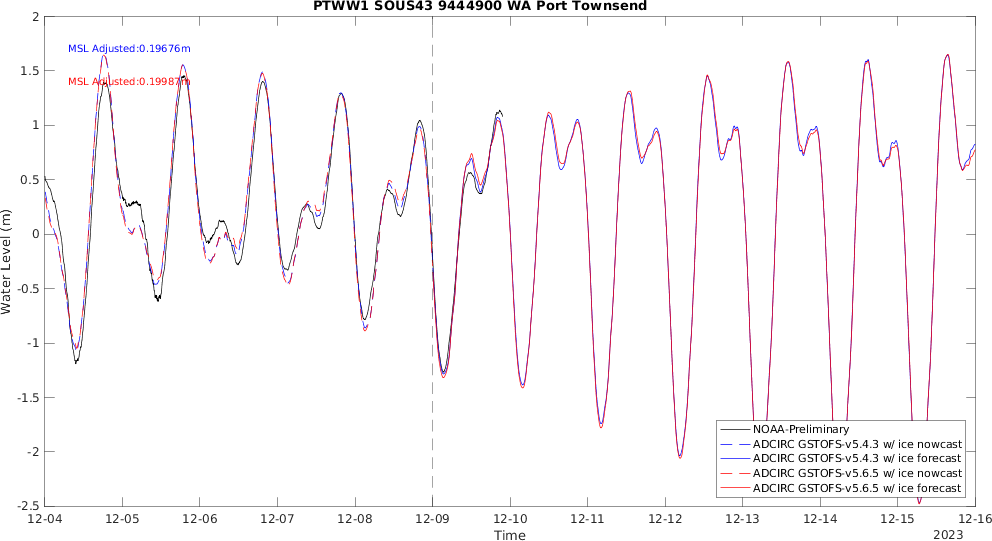 PTWW1 SOUS43 9444900 WA Port Townsend
MSL Adjusted:0.19676m
MSL Adjusted:0.19987m
Water Level (m)
2
1.5
1
0.5
0
-0.5
-1
-1.5
-2
-2.5
NOAA-Preliminary
ADCIRC GSTOFS-v5.4.3 w/ ice nowcast
ADCIRC GSTOFS-v5.4.3 w/ ice forecast
ADCIRC GSTOFS-v5.6.5 w/ ice nowcast
ADCIRC GSTOFS-v5.6.5 w/ ice forecast
12-04 12-05 12-06 12-07 12-08 12-09 12-10 12-11 12-12 12-13 12-14 12-15 12-16
Time
2023